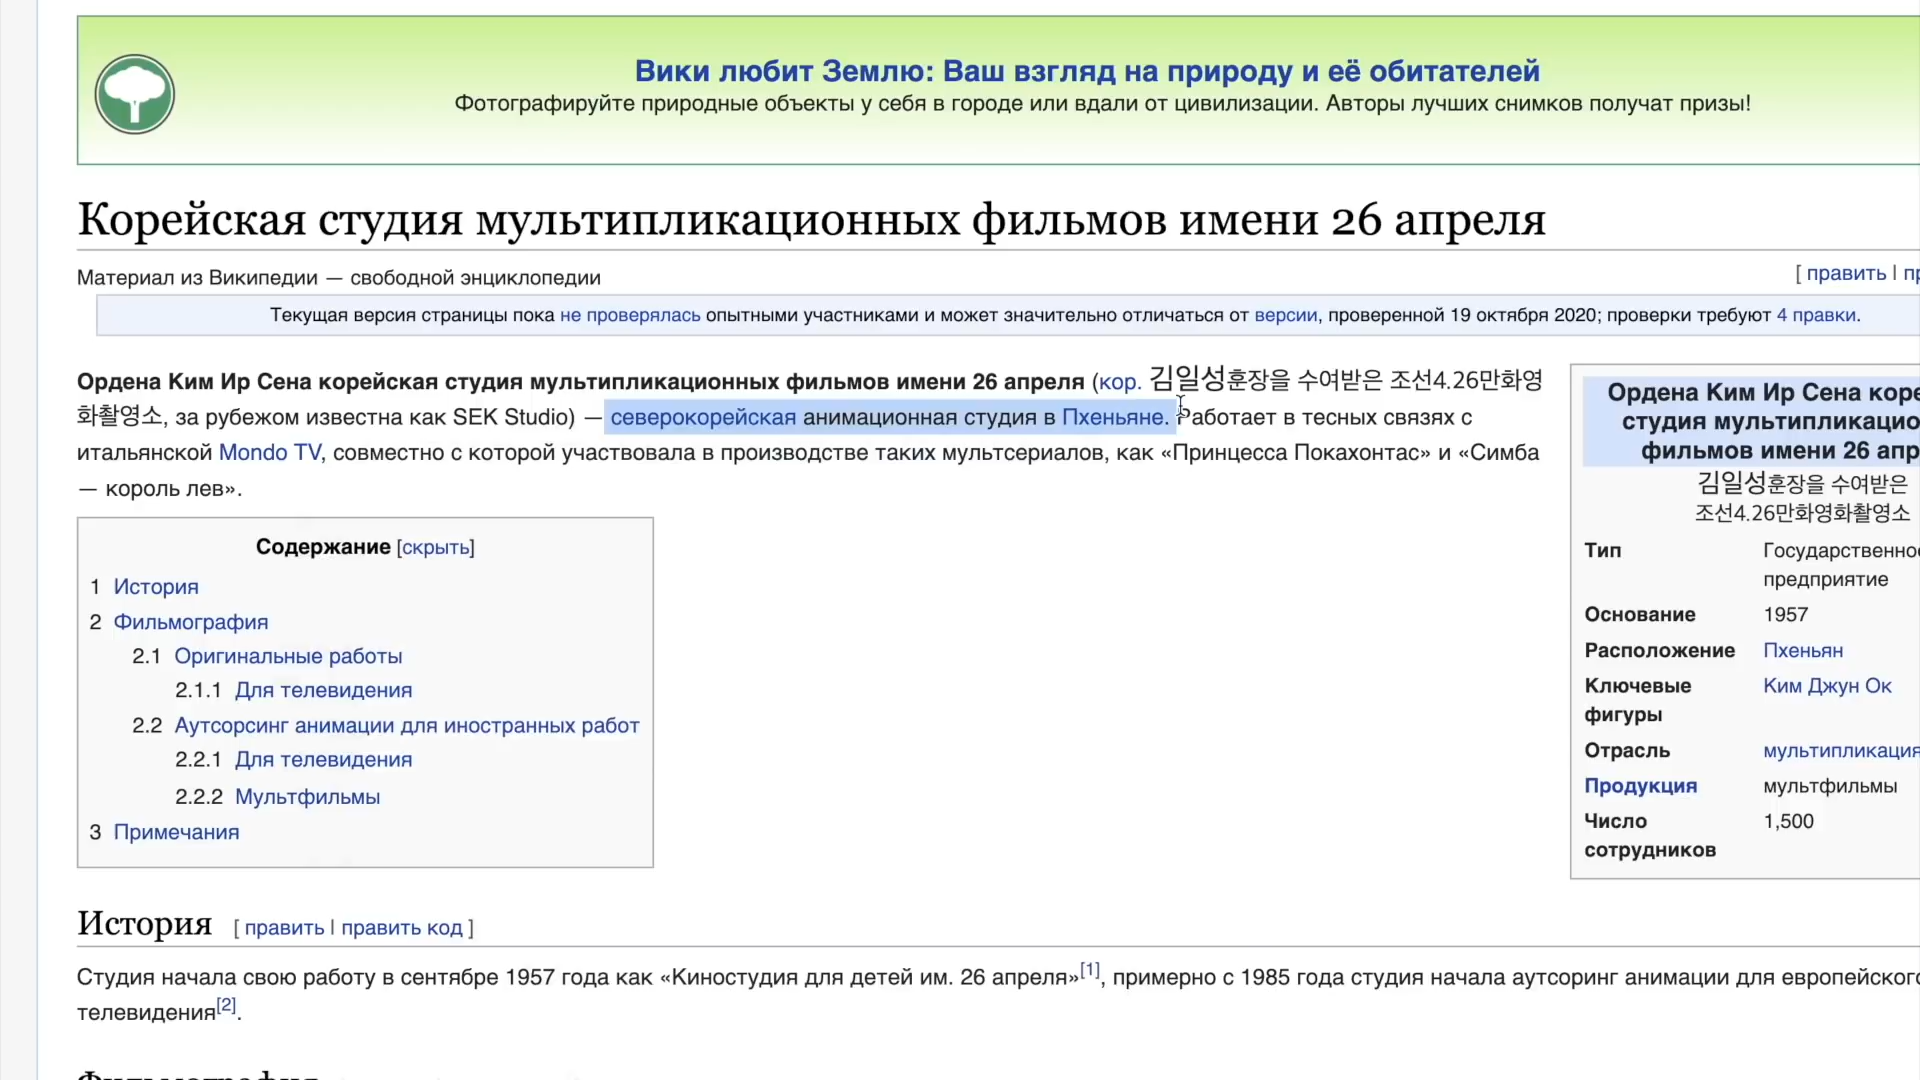 Вики любит Землю: Ваш взгляд на природу и её обитателей
Фотографируйте природные объекты у себя в городе или вдали от цивилизации. Авторы лучших снимков получат призы!
Корейская студия мультипликационных фильмов имени 26 апреля
Материал из Википедии — свободной энциклопедии
[ править | пр
Текущая версия страницы пока не проверялась опытными участниками и может значительно отличаться от версии, проверенной 19 октября 2020; проверки требуют 4 правки.
Ордена Ким Ир Сена корейская студия мультипликационных фильмов имени 26 апреля (кор. 김일성훈장을 수여받은 조선4.26만화영
화촬영소, за рубежом известна как SEK Studio) — северокорейская анимационная студия в Пхеньяне. Работает в тесных связях с
итальянской Mondo TV, совместно с которой участвовала в производстве таких мультсериалов, как «Принцесса Покахонтас» и «Симба
— король лев».
Содержание [скрыть]
1 История
2 Фильмография
2.1 Оригинальные работы
2.1.1 Для телевидения
2.2 Аутсорсинг анимации для иностранных работ
2.2.1 Для телевидения
2.2.2 Мультфильмы
3 Примечания
Ордена Ким Ир Сена коре
студия мультипликацио
фильмов имени 26 апр
김일성훈장을 수여받은
조선4.26만화영화촬영소
Тип Государственно
предприятие
Основание 1957
Расположение Пхеньян
Ключевые Ким Джун Ок
фигуры
Отрасль мультипликация
Продукция мультфильмы
Число 1,500
сотрудников
История [ править | править код ]
Студия начала свою работу в сентябре 1957 года как «Киностудия для детей им. 26 апреля»[1], примерно с 1985 года студия начала аутсоринг анимации для европейского
телевидения[2].
Фильмография